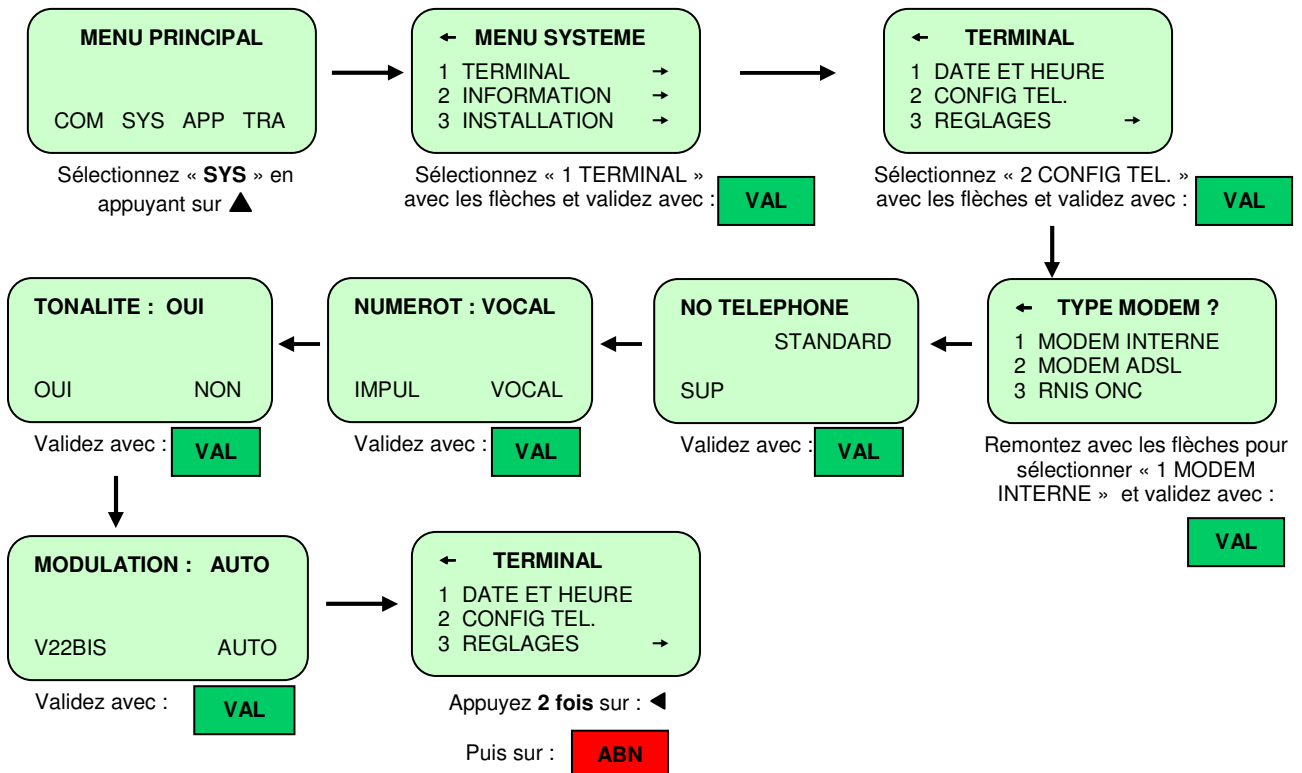 MENU PRINCIPAL
COM SYS APP TRA
Sélectionnez « SYS » en
appuyant sur ▲
← MENU SYSTEME
1 TERMINAL →
2 INFORMATION →
3 INSTALLATION →
Sélectionnez « 1 TERMINAL »
avec les flèches et validez avec : VAL
← TERMINAL
1 DATE ET HEURE
2 CONFIG TEL.
3 REGLAGES →
Sélectionnez « 2 CONFIG TEL. »
avec les flèches et validez avec : VAL
← TYPE MODEM ?
1 MODEM INTERNE
2 MODEM ADSL
3 RNIS ONC
Remontez avec les flèches pour
sélectionner « 1 MODEM
INTERNE » et validez avec :
VAL
NO TELEPHONE
STANDARD
SUP
Validez avec : VAL
NUMEROT : VOCAL
IMPUL VOCAL
Validez avec : VAL
TONALITE : OUI
OUI NON
Validez avec : VAL
MODULATION : AUTO
V22BIS AUTO
Validez avec : VAL
← TERMINAL
1 DATE ET HEURE
2 CONFIG TEL.
3 REGLAGES →
Appuyez 2 fois sur : ◀
Puis sur : ABN